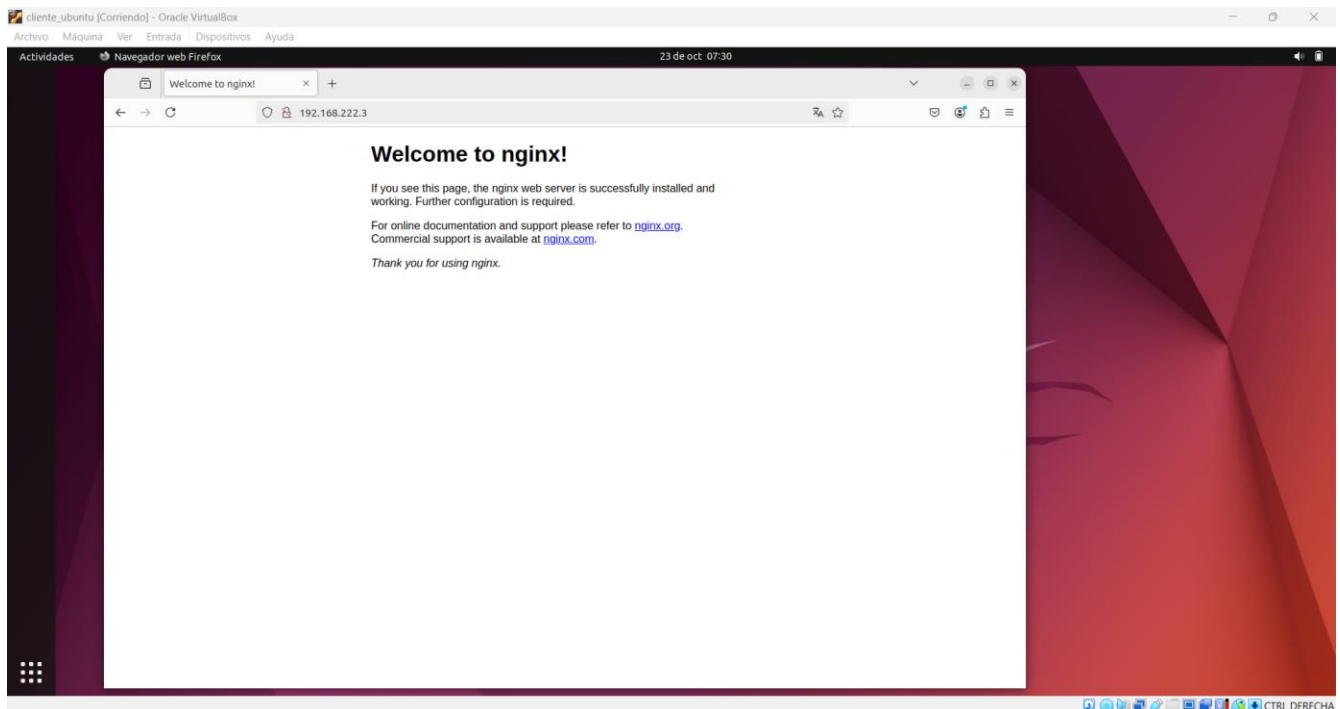 cliente_ubuntu [Corriendo] - Oracle VirtualBox
Archivo Máquina Ver Entrada Dispositivos Ayuda
Actividades Navegador web Firefox 23 de oct 07:30
Welcome to nginx!
192.168.222.3
Welcome to nginx!
If you see this page, the nginx web server is successfully installed and
working. Further configuration is required.
For online documentation and support please refer to nginx.org.
Commercial support is available at nginx.com.
Thank you for using nginx.
CTRL DERECHA